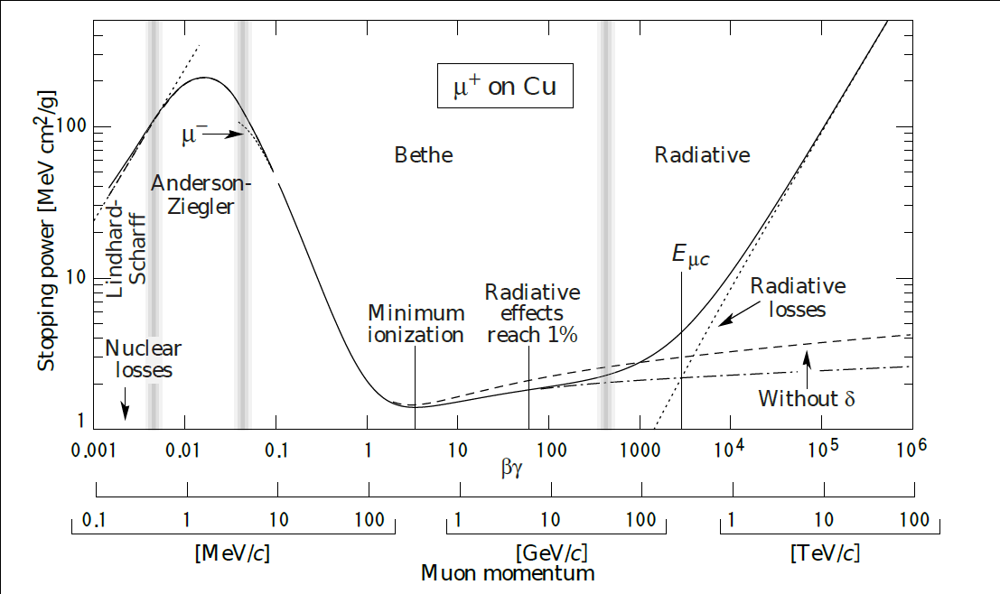 Stopping power [MeV cm²/g]
100
10
1
μ⁺ on Cu
μ⁻
Anderson-
Ziegler
Lindhard-
Scharff
Bethe
Radiative
Eμc
Radiative
effects
reach 1%
Radiative
losses
Minimum
ionization
Nuclear
losses
Without δ
0.001 0.01 0.1 1 10 100 1000 10⁴ 10⁵ 10⁶
βγ
0.1 1 10 100 1 10 100 1 10 100
[MeV/c] [GeV/c] [TeV/c]
Muon momentum